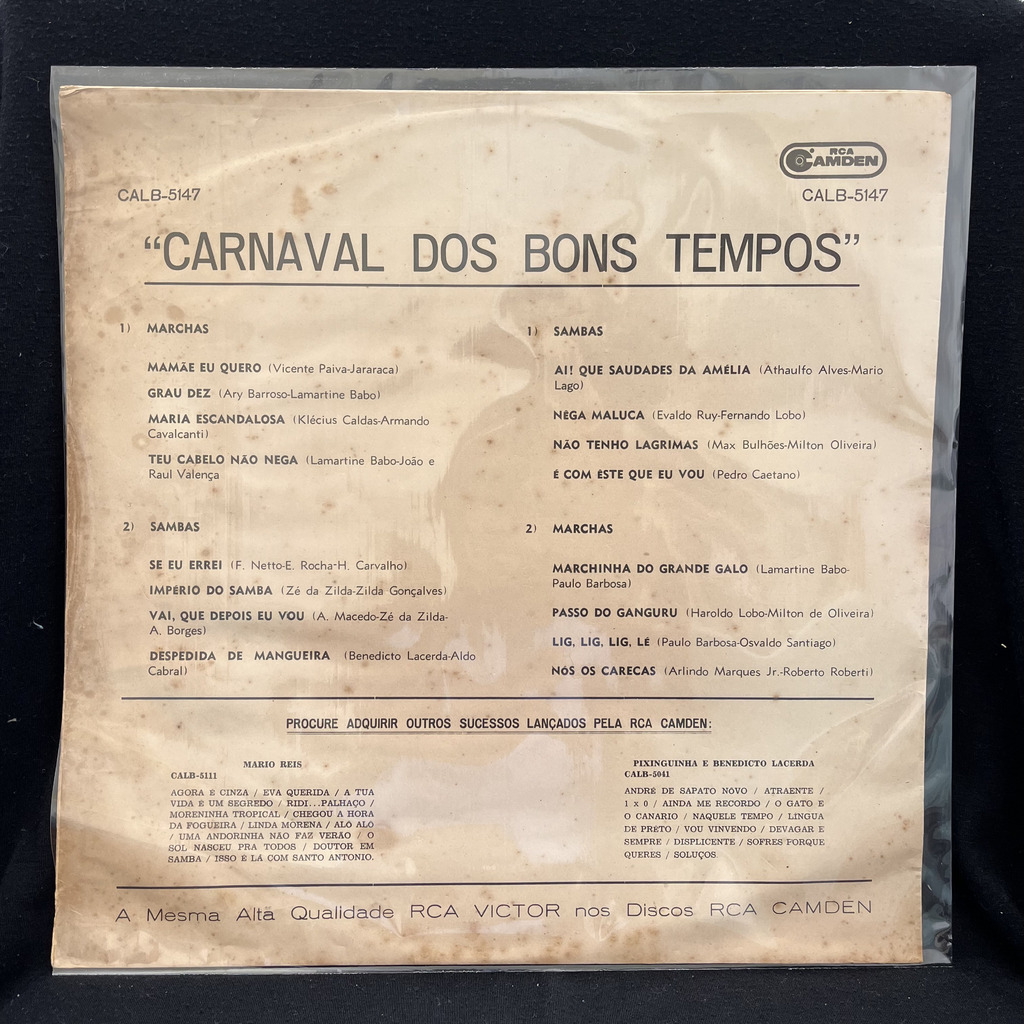 RCA
CAMDEN
CALB-5147
CALB-5147
“CARNAVAL DOS BONS TEMPOS”
1) MARCHAS
MAMÃE EU QUERO (Vicente Paiva-Jararaca)
GRAU DEZ (Ary Barroso-Lamartine Babo)
MARIA ESCANDALOSA (Klécius Caldas-Armando
Cavalcanti)
TEU CABELO NÃO NEGA (Lamartine Babo-João e
Raul Valença
2) SAMBAS
SE EU ERREI (F. Netto-E. Rocha-H. Carvalho)
IMPÉRIO DO SAMBA (Zé da Zilda-Zilda Gonçalves)
VAI, QUE DEPOIS EU VOU (A. Macedo-Zé da Zilda-
A. Borges)
DESPEDIDA DE MANGUEIRA (Benedicto Lacerda-Aldo
Cabral)
1) SAMBAS
AI! QUE SAUDADES DA AMÉLIA (Athaulfo Alves-Mario
Lago)
NÊGA MALUCA (Evaldo Ruy-Fernando Lobo)
NÃO TENHO LAGRIMAS (Max Bulhões-Milton Oliveira)
É COM ÊSTE QUE EU VOU (Pedro Caetano)
2) MARCHAS
MARCHINHA DO GRANDE GALO (Lamartine Babo-
Paulo Barbosa)
PASSO DO GANGURU (Haroldo Lobo-Milton de Oliveira)
LIG, LIG, LIG, LÉ (Paulo Barbosa-Osvaldo Santiago)
NÓS OS CARECAS (Arlindo Marques Jr.-Roberto Roberti)
PROCURE ADQUIRIR OUTROS SUCESSOS LANÇADOS PELA RCA CAMDEN:
MARIO REIS
CALB-5111
AGORA É CINZA / EVA QUERIDA / A TUA
VIDA É UM SEGREDO / RIDI...PALHAÇO /
MORENINHA TROPICAL / CHEGOU A HORA
DA FOGUEIRA / LINDA MORENA / ALÔ ALÔ
/ UMA ANDORINHA NÃO FAZ VERÃO / O
SOL NASCEU PRA TODOS / DOUTOR EM
SAMBA / ISSO É LÁ COM SANTO ANTONIO.
PIXINGUINHA E BENEDICTO LACERDA
CALB-5041
ANDRÉ DE SAPATO NÔVO / ATRAENTE /
1 x 0 / AINDA ME RECORDO / O GATO E
O CANARIO / NAQUELE TEMPO / LINGUA
DE PRÊTO / VOU VINVENDO / DEVAGAR E
SEMPRE / DISPLICENTE / SOFRES PORQUE
QUERES / SOLUÇOS
A Mesma Alta Qualidade RCA VICTOR nos Discos RCA CAMDEN